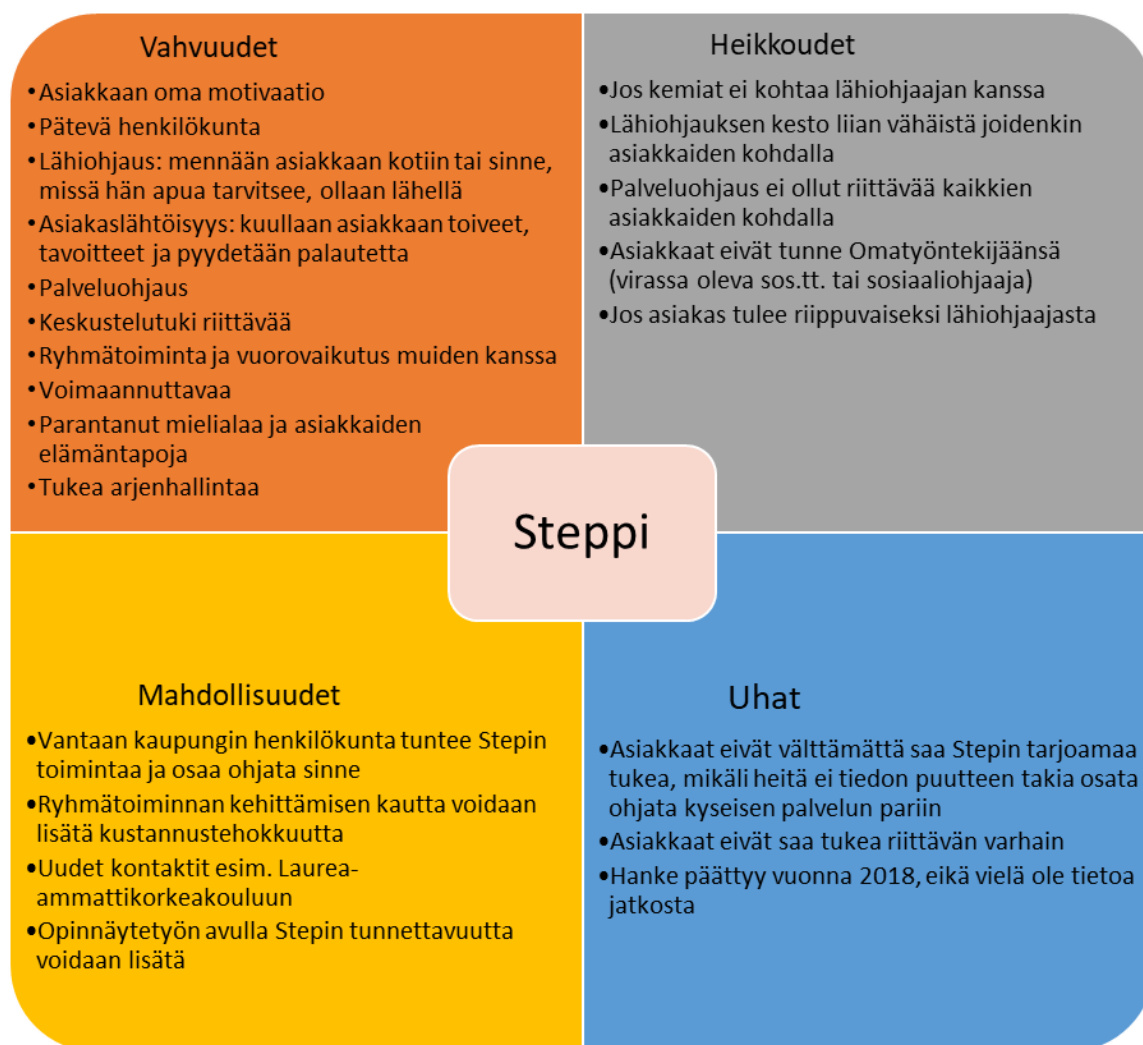 Vahvuudet
•Asiakkaan oma motivaatio
•Pätevä henkilökunta
•Lähiohjaus: mennään asiakkaan kotiin tai sinne,
missä hän apua tarvitsee, ollaan lähellä
•Asiakaslähtöisyys: kuullaan asiakkaan toiveet,
tavoitteet ja pyydetään palautetta
•Palveluohjaus
•Keskustelutuki riittävää
•Ryhmätoiminta ja vuorovaikutus muiden kanssa
•Voimaannuttavaa
•Parantanut mielialaa ja asiakkaiden
elämäntapoja
•Tukea arjenhallintaa
Heikkoudet
•Jos kemiat ei kohtaa lähiohjaajan kanssa
•Lähiohjauksen kesto liian vähäistä joidenkin
asiakkaiden kohdalla
•Palveluohjaus ei ollut riittävää kaikkien
asiakkaiden kohdalla
•Asiakkaat eivät tunne Omatyöntekijäänsä
(virassa oleva sos.tt. tai sosiaaliohjaaja)
•Jos asiakas tulee riippuvaiseksi lähiohjaajasta
Steppi
Mahdollisuudet
•Vantaan kaupungin henkilökunta tuntee Stepin
toimintaa ja osaa ohjata sinne
•Ryhmätoiminnan kehittämisen kautta voidaan
lisätä kustannustehokkuutta
•Uudet kontaktit esim. Laurea-
ammattikorkeakouluun
•Opinnäytetyön avulla Stepin tunnettavuutta
voidaan lisätä
Uhat
•Asiakkaat eivät välttämättä saa Stepin tarjoamaa
tukea, mikäli heitä ei tiedon puutteen takia osata
ohjata kyseisen palvelun pariin
•Asiakkaat eivät saa tukea riittävän varhain
•Hanke päättyy vuonna 2018, eikä vielä ole tietoa
jatkosta